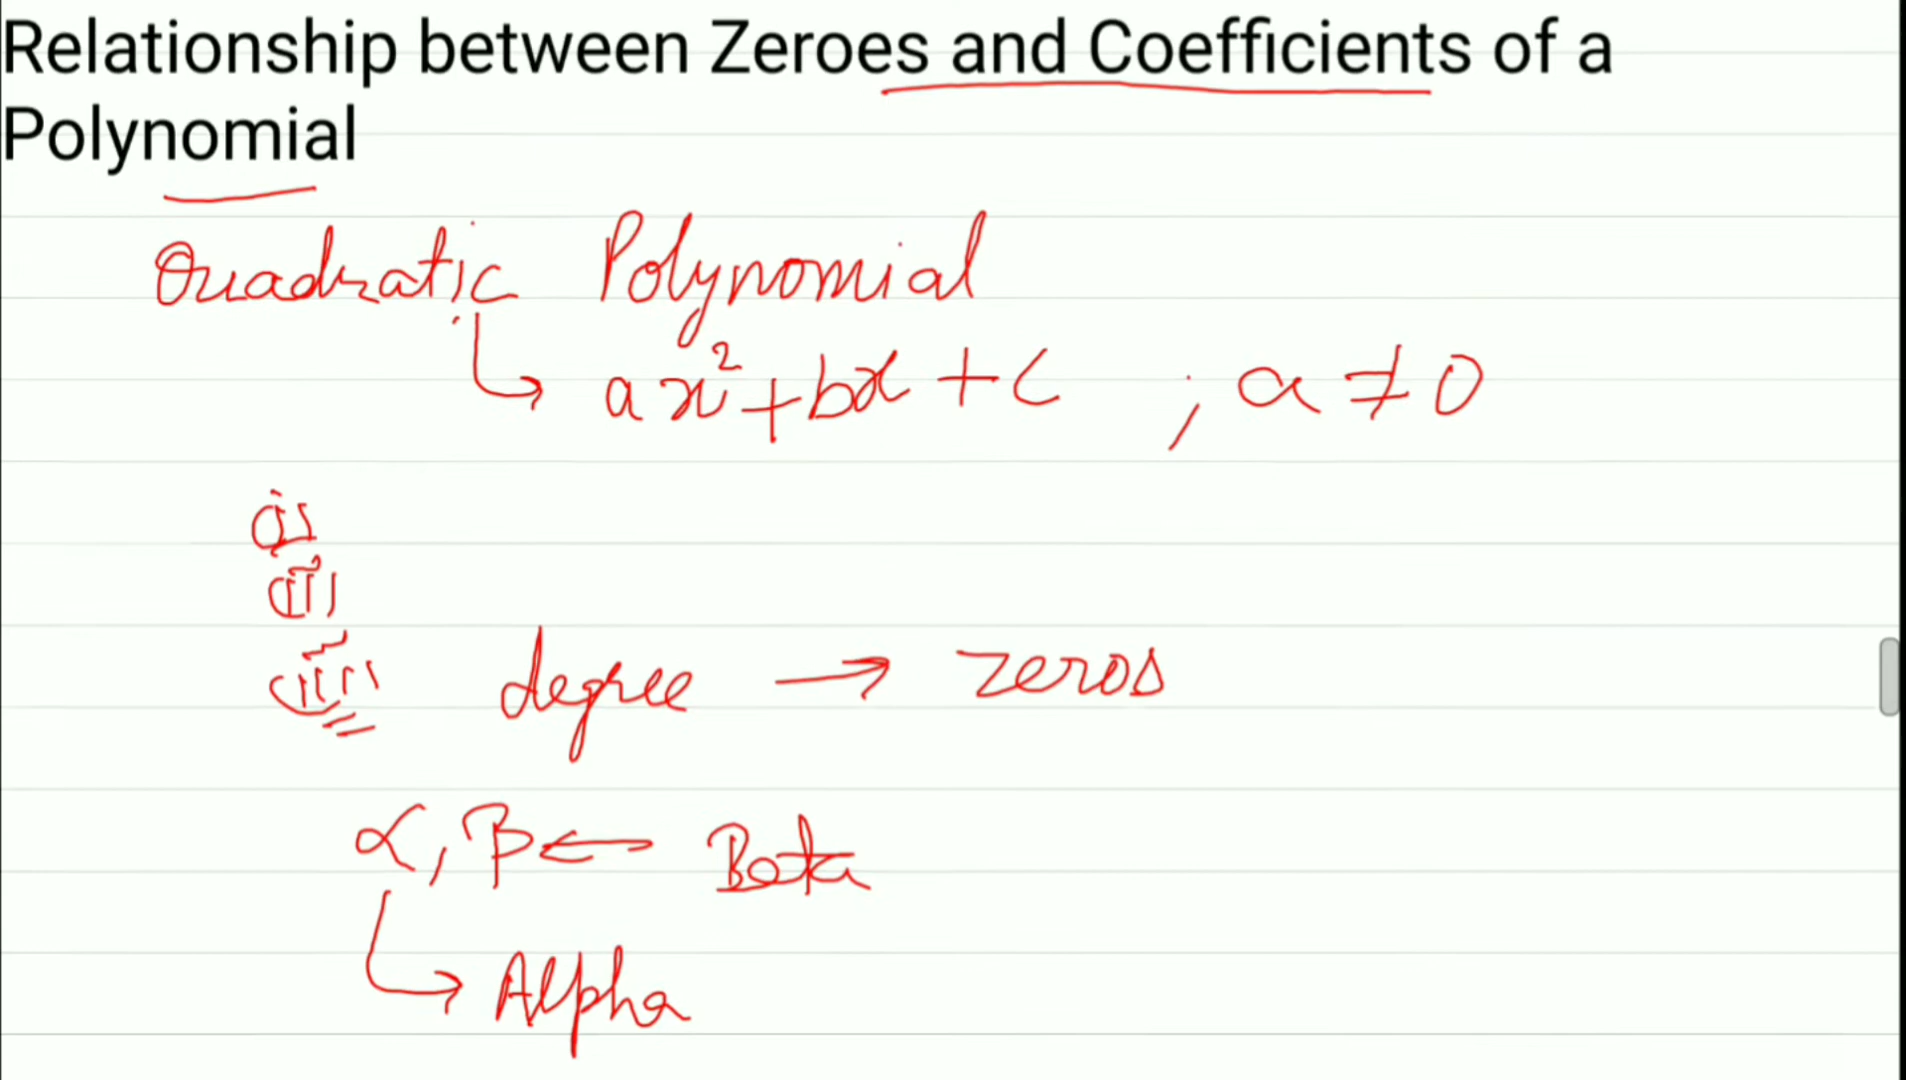 Relationship between Zeroes and Coefficients of a
Polynomial
Quadratic Polynomial
ax²+bx+c ; a≠0
(i)
(ii)
(iii) degree → zeros
α, β ← Beta
Alpha